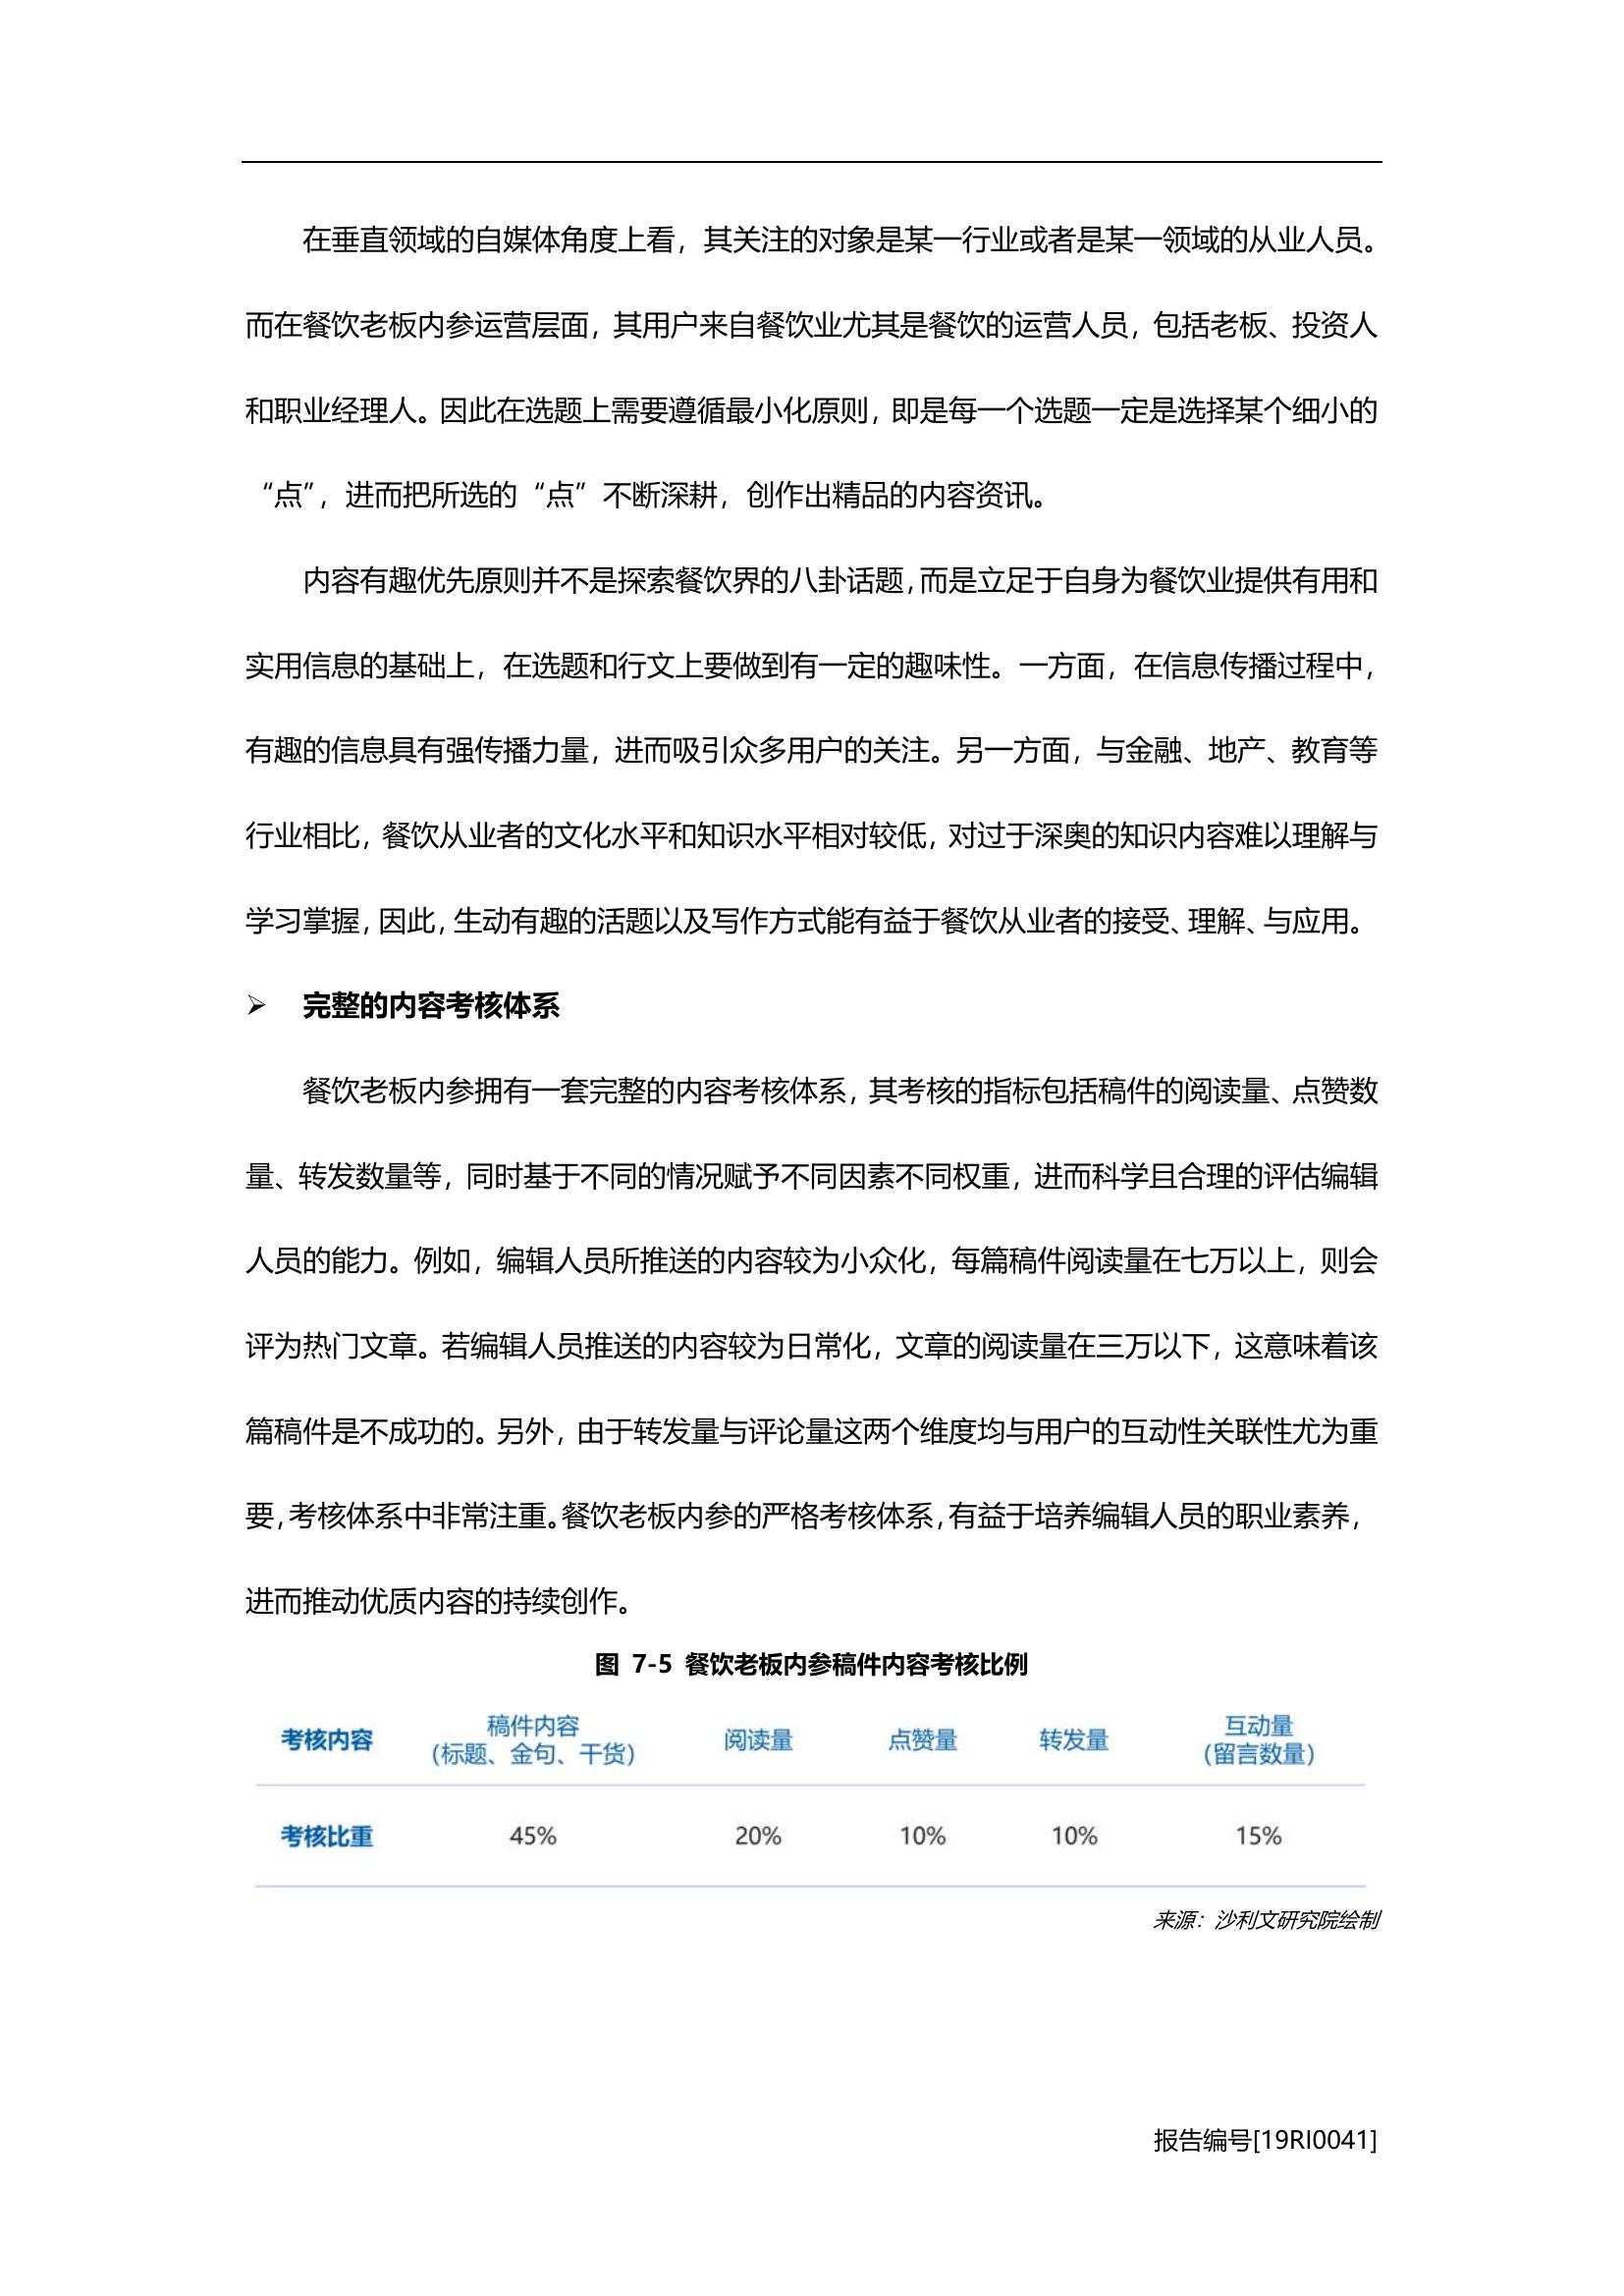 在垂直领域的自媒体角度上看，其关注的对象是某一行业或者是某一领域的从业人员。
而在餐饮老板内参运营层面，其用户来自餐饮业尤其是餐饮的运营人员，包括老板、投资人
和职业经理人。因此在选题上需要遵循最小化原则，即是每一个选题一定是选择某个细小的
“点”，进而把所选的“点”不断深耕，创作出精品的内容资讯。
内容有趣优先原则并不是探索餐饮界的八卦话题，而是立足于自身为餐饮业提供有用和
实用信息的基础上，在选题和行文上要做到有一定的趣味性。一方面，在信息传播过程中，
有趣的信息具有强传播力量，进而吸引众多用户的关注。另一方面，与金融、地产、教育等
行业相比，餐饮从业者的文化水平和知识水平相对较低，对过于深奥的知识内容难以理解与
学习掌握，因此，生动有趣的活题以及写作方式能有益于餐饮从业者的接受、理解、与应用。
➢ 完整的内容考核体系
餐饮老板内参拥有一套完整的内容考核体系，其考核的指标包括稿件的阅读量、点赞数
量、转发数量等，同时基于不同的情况赋予不同因素不同权重，进而科学且合理的评估编辑
人员的能力。例如，编辑人员所推送的内容较为小众化，每篇稿件阅读量在七万以上，则会
评为热门文章。若编辑人员推送的内容较为日常化，文章的阅读量在三万以下，这意味着该
篇稿件是不成功的。另外，由于转发量与评论量这两个维度均与用户的互动性关联性尤为重
要，考核体系中非常注重。餐饮老板内参的严格考核体系，有益于培养编辑人员的职业素养，
进而推动优质内容的持续创作。
图 7-5 餐饮老板内参稿件内容考核比例
考核内容 稿件内容（标题、金句、干货） 阅读量 点赞量 转发量 互动量（留言数量）
考核比重 45% 20% 10% 10% 15%
来源：沙利文研究院绘制
报告编号[19RI0041]